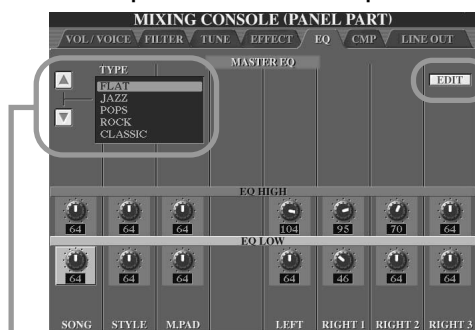 MIXING CONSOLE (PANEL PART)
VOL / VOICE FILTER TUNE EFFECT EQ CMP LINE OUT
MASTER EQ
TYPE
EDIT
FLAT
JAZZ
POPS
ROCK
CLASSIC
EQ HIGH
64 64 64 104 95 70 64
EQ LOW
64 64 64 64 46 64 64
SONG STYLE M.PAD LEFT RIGHT 1 RIGHT 2 RIGHT 3